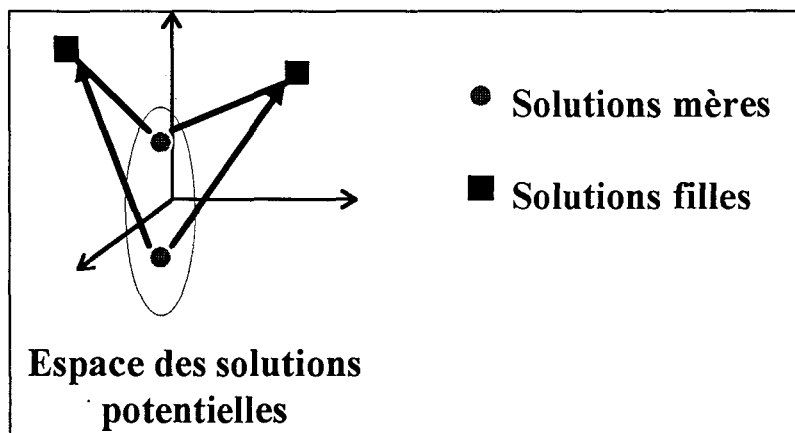 Solutions mères
Solutions filles
Espace des solutions
potentielles